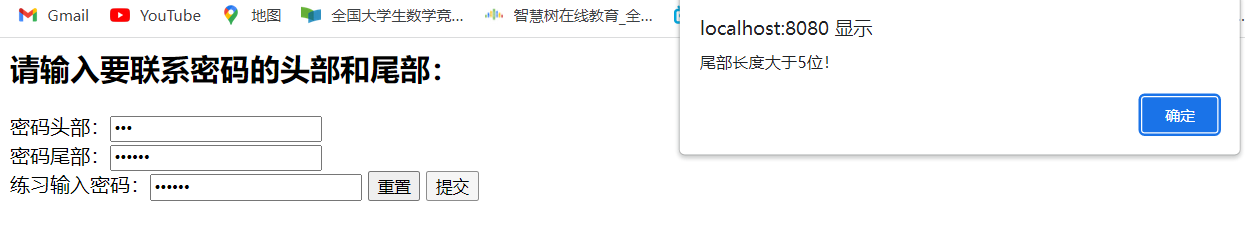 Gmail YouTube 地图 全国大学生数学竞... 智慧树在线教育_全...
localhost:8080 显示
尾部长度大于5位！
确定
请输入要联系密码的头部和尾部：
密码头部：•••
密码尾部：••••••
练习输入密码：•••••• 重置 提交